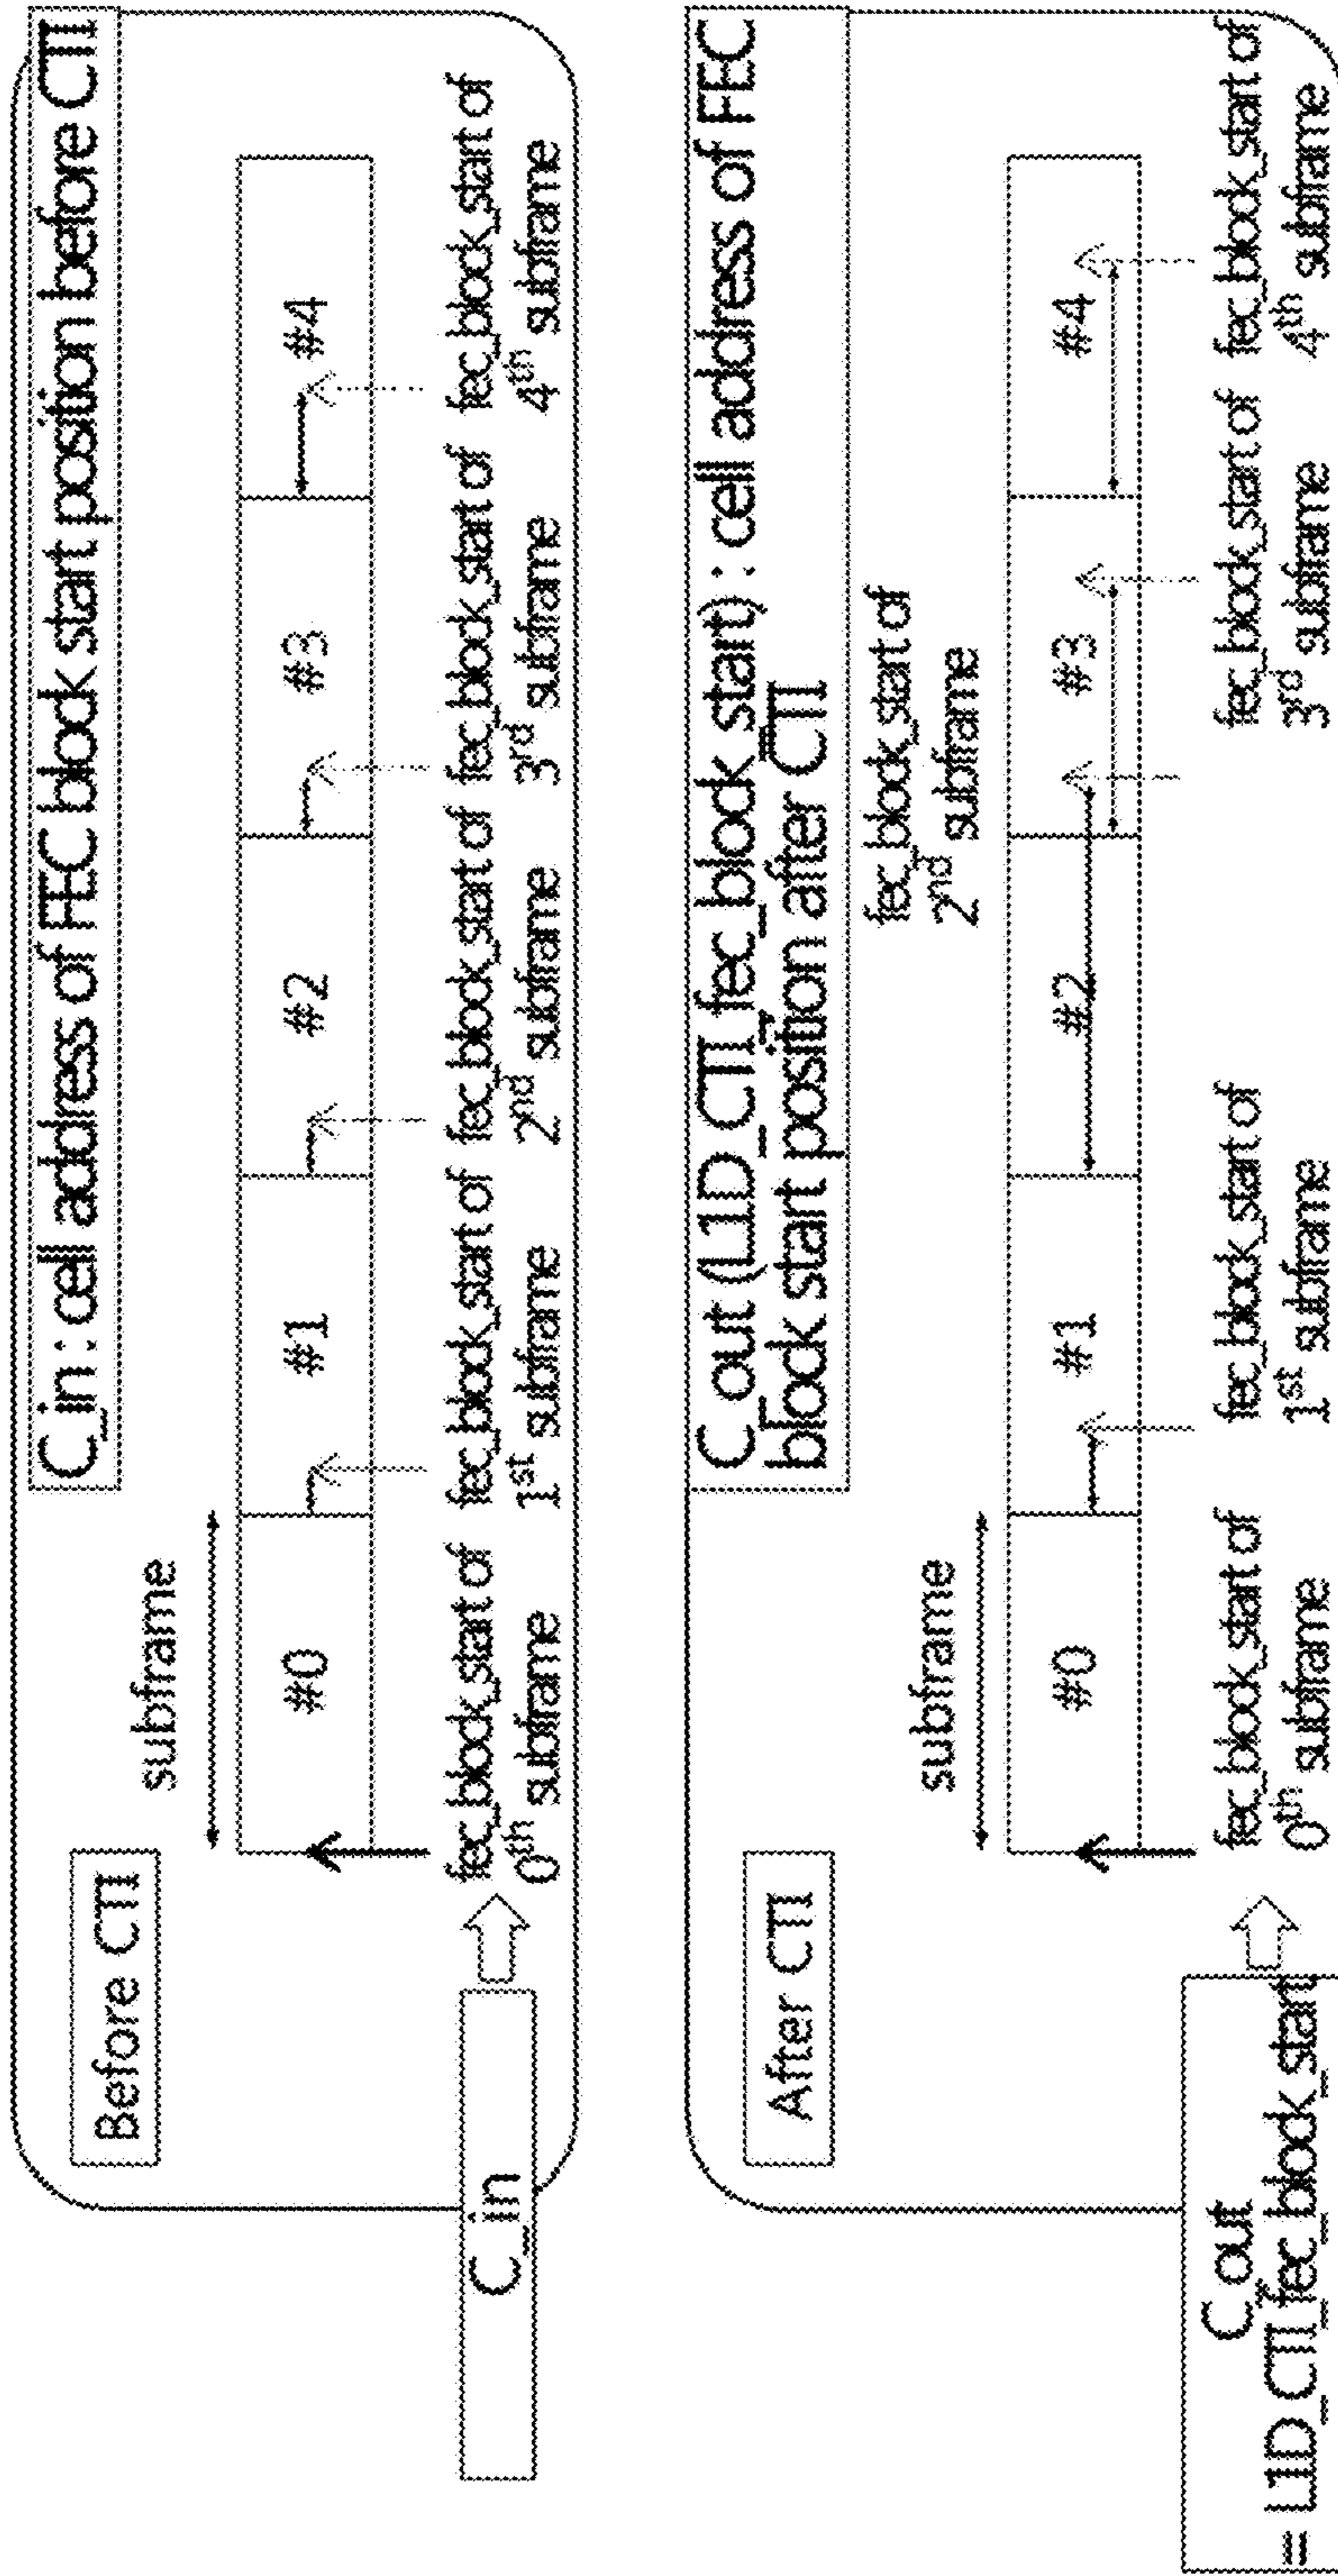 C_in : cell address of FEC block start position before CTI
Before CTI
subframe
#0 #1 #2 #3 #4
C_in
fec_block_start of fec_block_start of fec_block_start of fec_block_start of fec_block_start of
0th subframe 1st subframe 2nd subframe 3rd subframe 4th subframe
C_out (L1D_CTI_fec_block_start) : cell address of FEC
block start position after CTI
After CTI
fec_block_start of
2nd subframe
subframe
#0 #1 #2 #3 #4
C_out
= L1D_CTI_fec_block_start
fec_block_start of fec_block_start of fec_block_start of fec_block_start of
0th subframe 1st subframe 3rd subframe 4th subframe